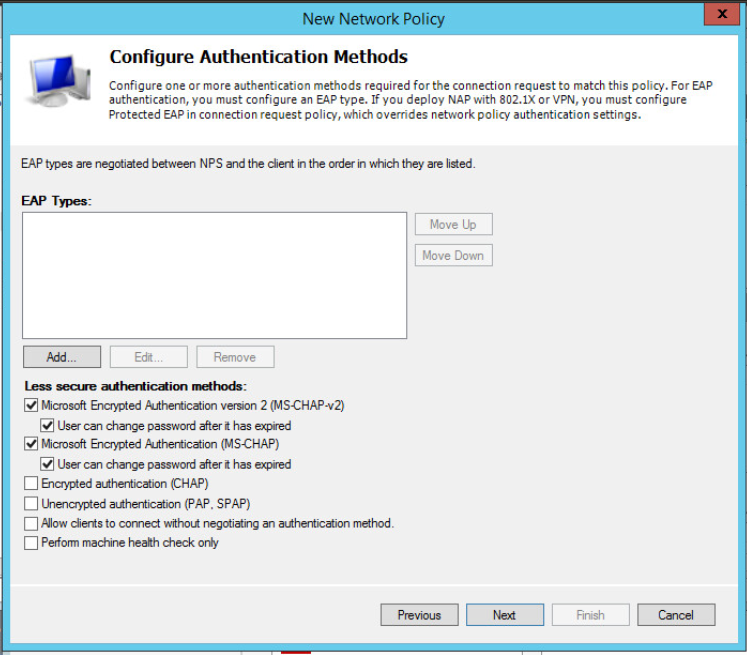 New Network Policy
x
Configure Authentication Methods
Configure one or more authentication methods required for the connection request to match this policy. For EAP
authentication, you must configure an EAP type. If you deploy NAP with 802.1X or VPN, you must configure
Protected EAP in connection request policy, which overrides network policy authentication settings.
EAP types are negotiated between NPS and the client in the order in which they are listed.
EAP Types:
Move Up
Move Down
Add...
Edit...
Remove
Less secure authentication methods:
Microsoft Encrypted Authentication version 2 (MS-CHAP-v2)
User can change password after it has expired
Microsoft Encrypted Authentication (MS-CHAP)
User can change password after it has expired
Encrypted authentication (CHAP)
Unencrypted authentication (PAP, SPAP)
Allow clients to connect without negotiating an authentication method.
Perform machine health check only
Previous
Next
Finish
Cancel